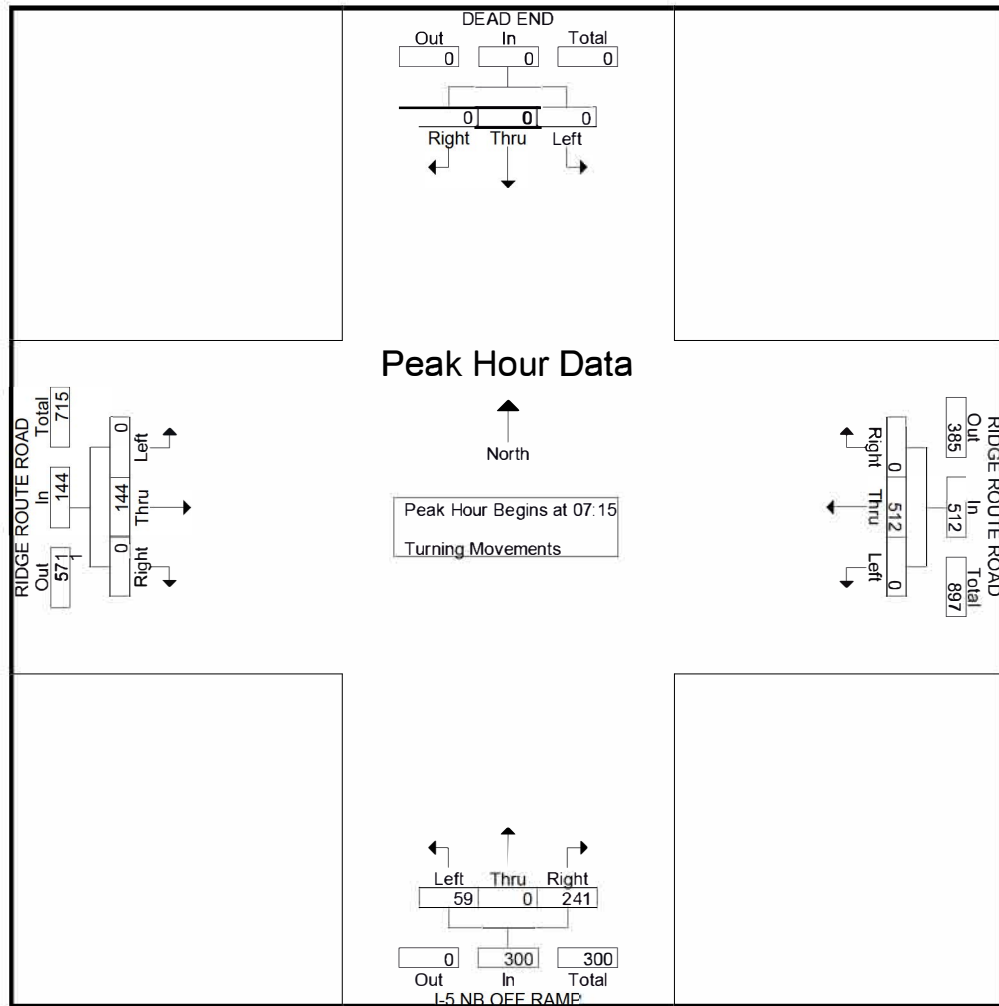 DEAD END
Out In Total
0 0 0
0 0 0
Right Thru Left
Peak Hour Data
North
Peak Hour Begins at 07:15
Turning Movements
RIDGE ROUTE ROAD
Total In Out
715 144 571
1
0 144 0
Left Thru Right
Right Thru Left
0 512 0
385 512 897
Out In Total
RIDGE ROUTE ROAD
Left Thru Right
59 0 241
0 300 300
Out In Total
I-5 NB OFF RAMP